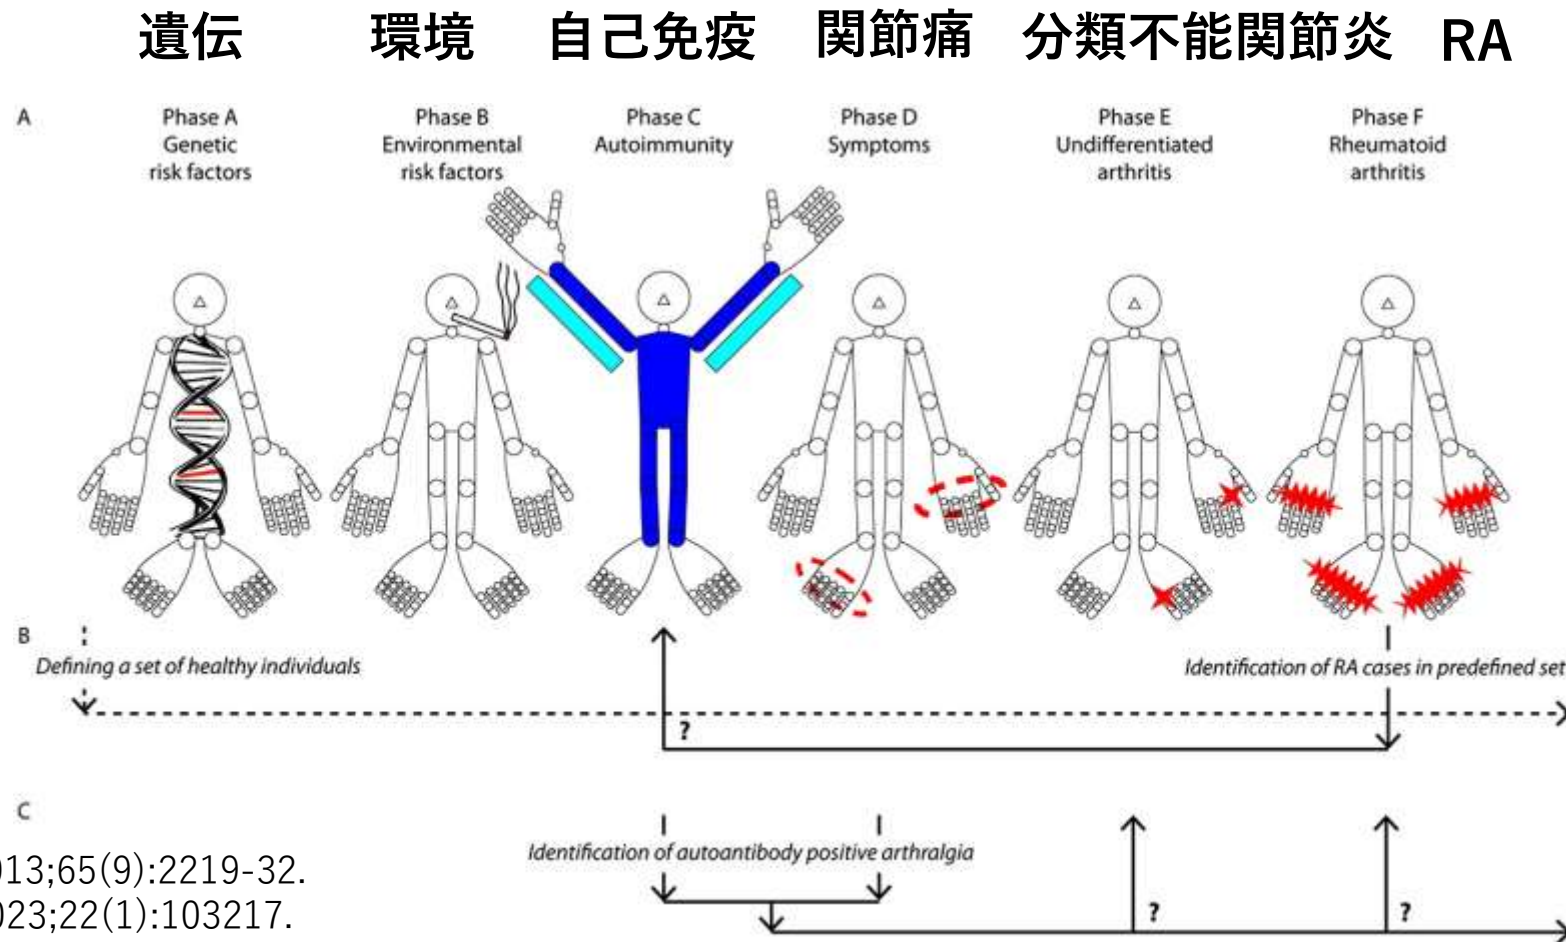 遺伝 環境 自己免疫 関節痛 分類不能関節炎 RA
A
Phase A
Genetic
risk factors
Phase B
Environmental
risk factors
Phase C
Autoimmunity
Phase D
Symptoms
Phase E
Undifferentiated
arthritis
Phase F
Rheumatoid
arthritis
B
Defining a set of healthy individuals
Identification of RA cases in predefined set
?
C
Identification of autoantibody positive arthralgia
? ?
013;65(9):2219-32.
023;22(1):103217.